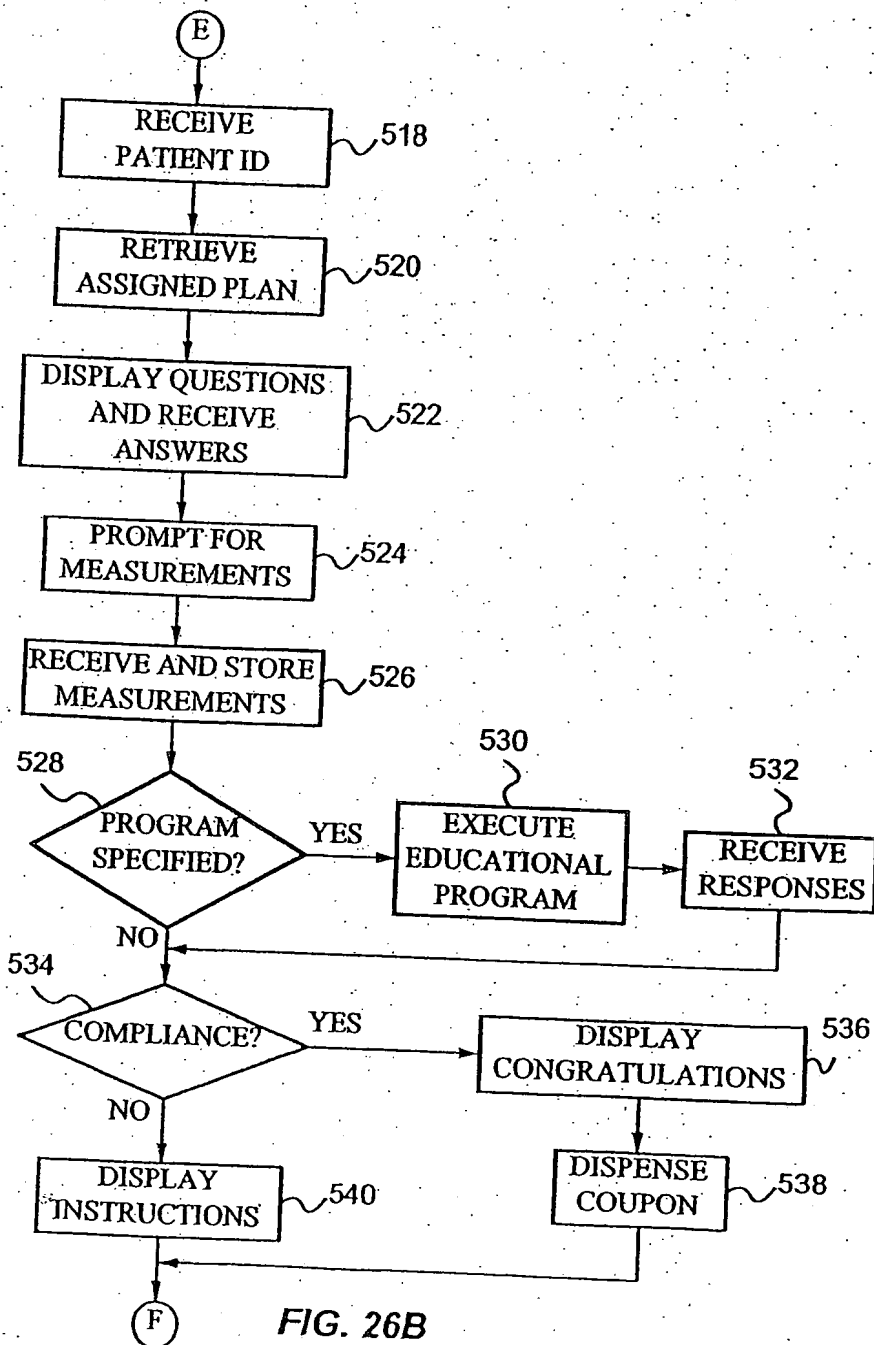 E
RECEIVE
PATIENT ID
518
RETRIEVE
ASSIGNED PLAN
520
DISPLAY QUESTIONS
AND RECEIVE
ANSWERS
522
PROMPT FOR
MEASUREMENTS
524
RECEIVE AND STORE
MEASUREMENTS
526
528
PROGRAM
SPECIFIED?
YES
530
EXECUTE
EDUCATIONAL
PROGRAM
532
RECEIVE
RESPONSES
NO
534
COMPLIANCE?
YES
DISPLAY
CONGRATULATIONS
536
NO
DISPLAY
INSTRUCTIONS
540
DISPENSE
COUPON
538
F
FIG. 26B